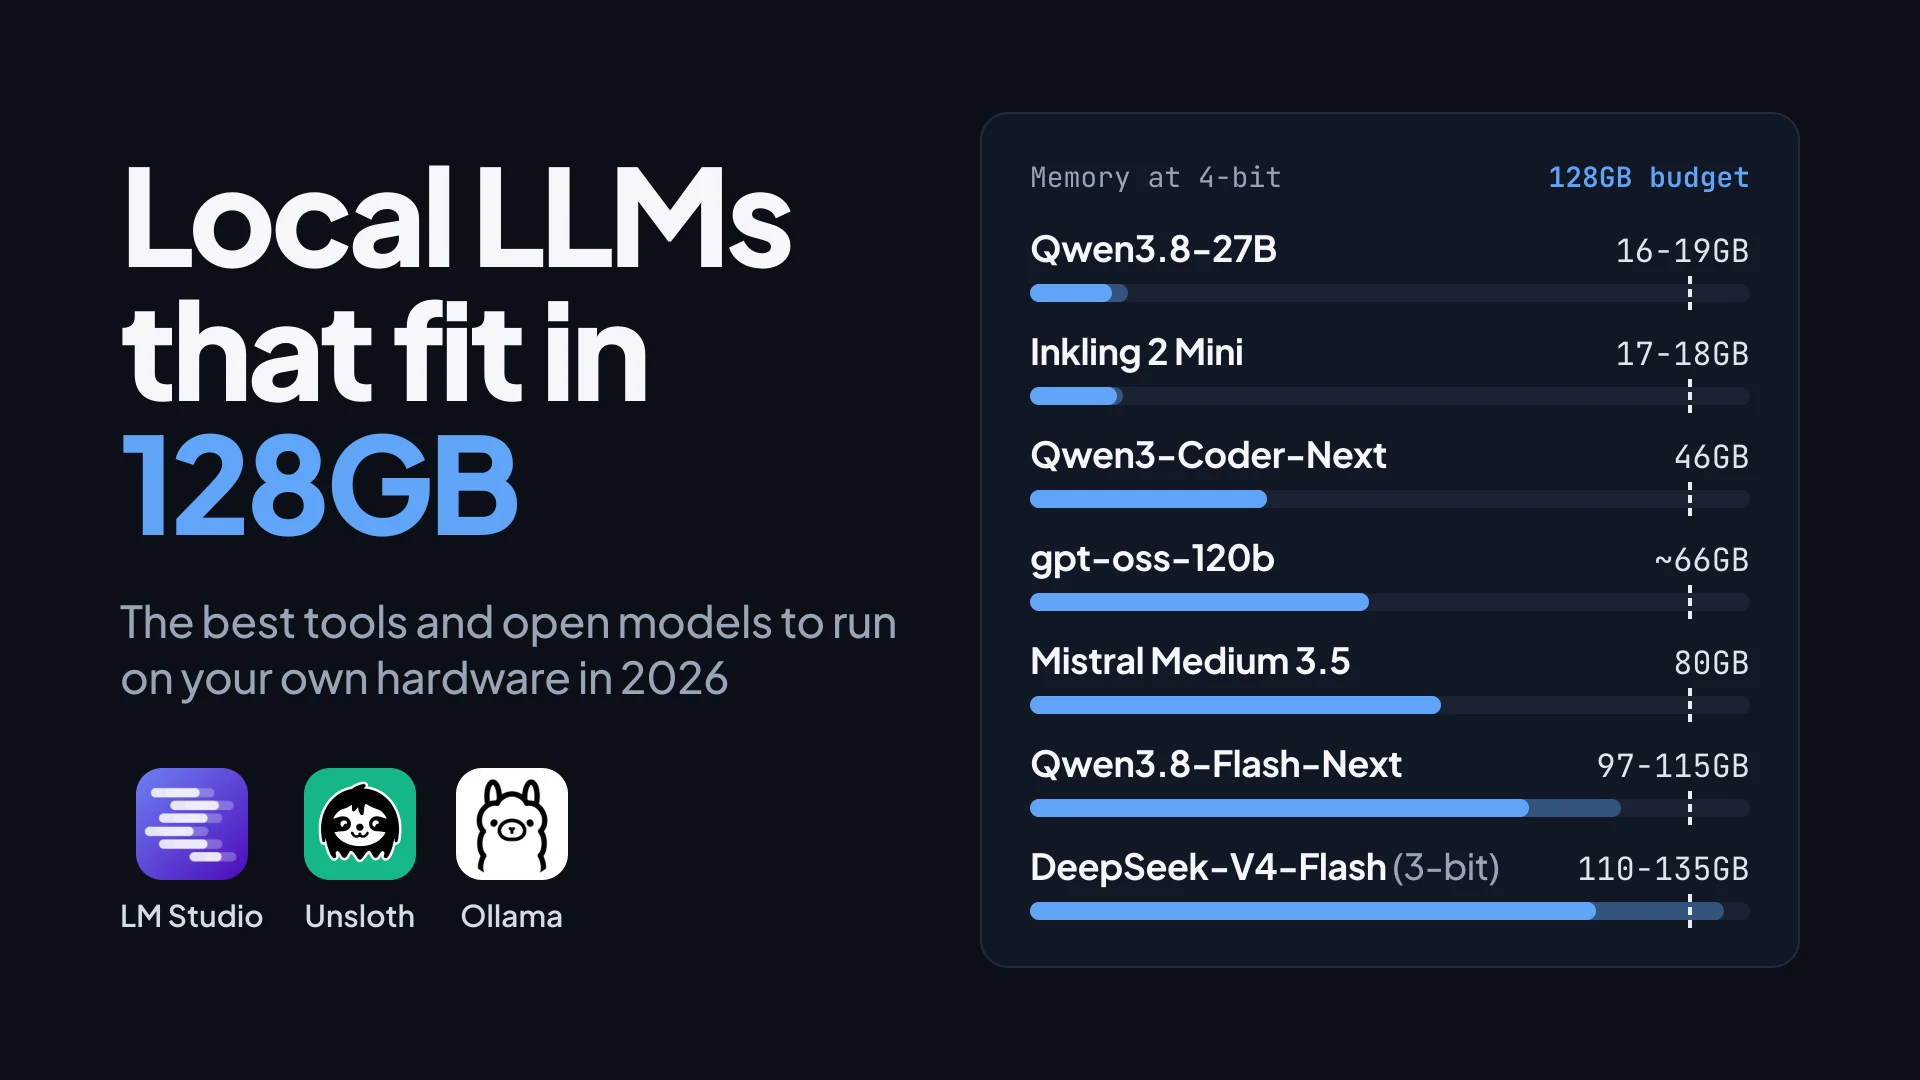 Local LLMs
that fit in
128GB
The best tools and open models to run
on your own hardware in 2026
LM Studio
Unsloth
Ollama
Memory at 4-bit
128GB budget
Qwen3.8-27B
16-19GB
Inkling 2 Mini
17-18GB
Qwen3-Coder-Next
46GB
gpt-oss-120b
~66GB
Mistral Medium 3.5
80GB
Qwen3.8-Flash-Next
97-115GB
DeepSeek-V4-Flash (3-bit)
110-135GB